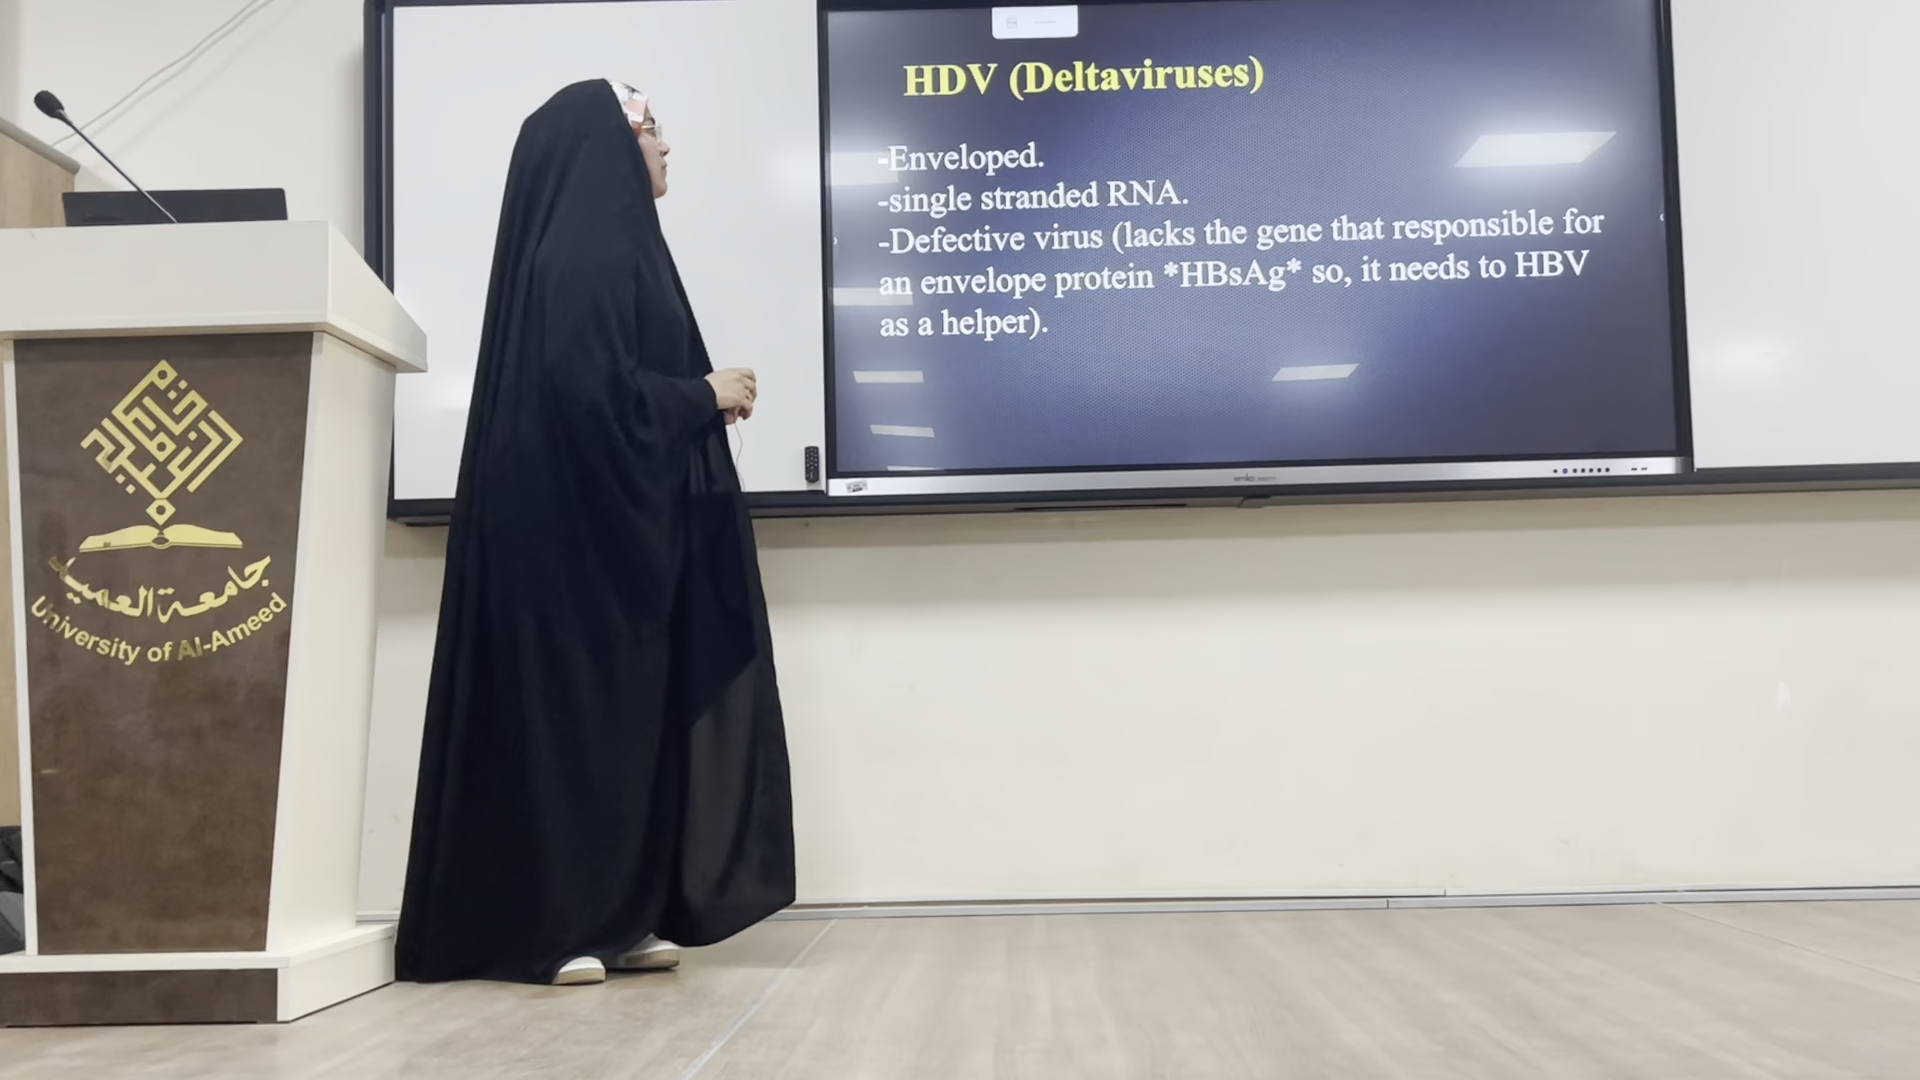 HDV (Deltaviruses)
-Enveloped.
-single stranded RNA.
-Defective virus (lacks the gene that responsible for
an envelope protein *HBsAg* so, it needs to HBV
as a helper).
جامعة العميد
University of Al-Ameed